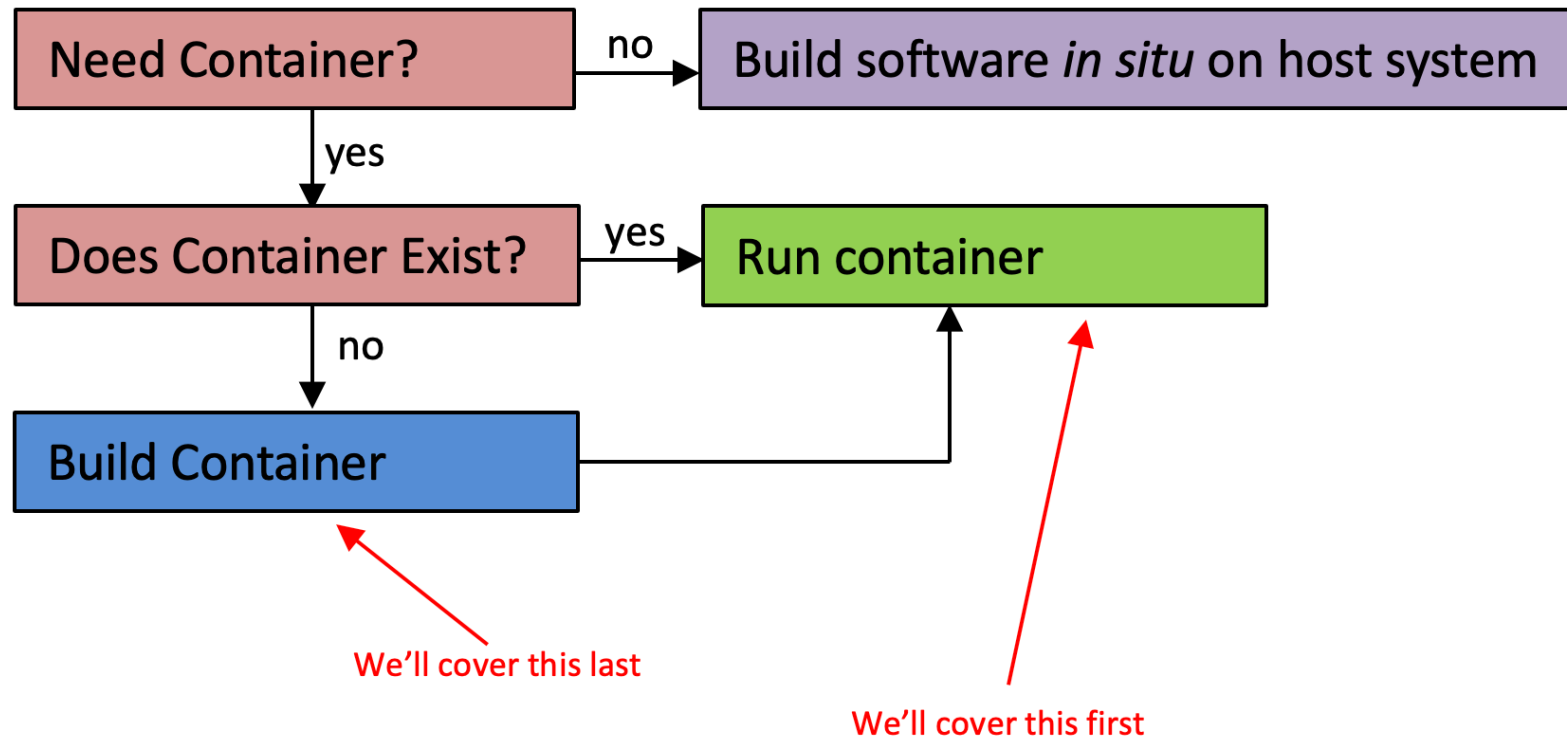 Need Container?
no
Build software in situ on host system
yes
Does Container Exist?
yes
Run container
no
Build Container
We’ll cover this last
We’ll cover this first